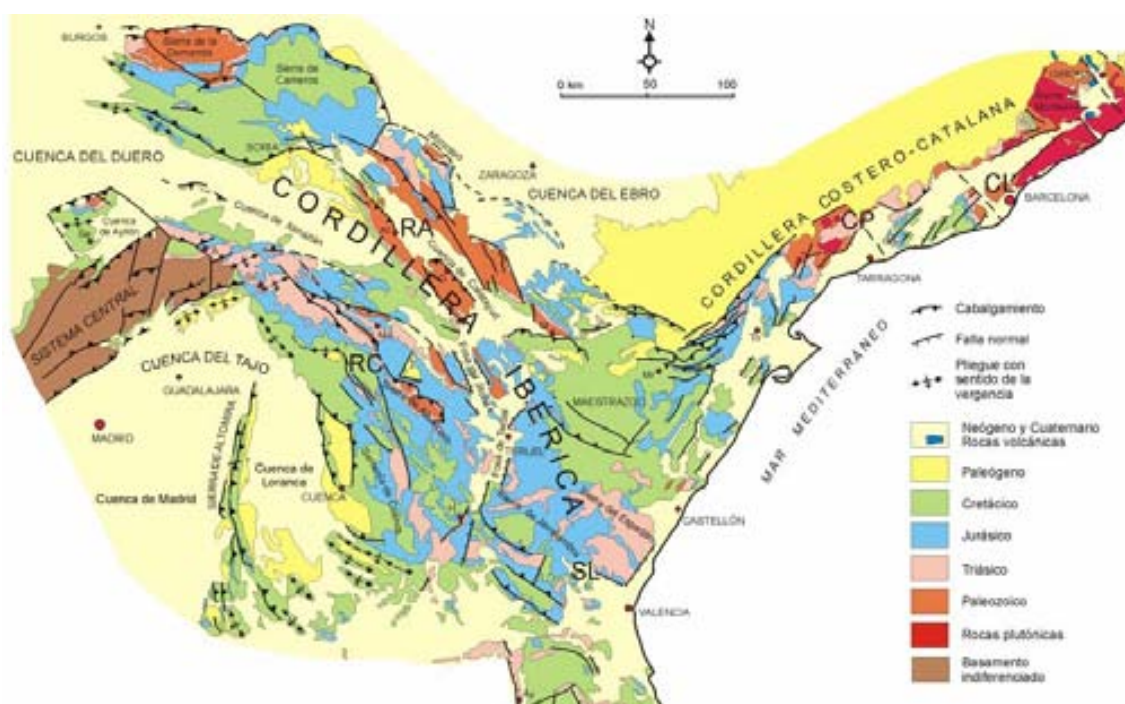 BURGOS
Sierra de la
Demanda
Sierra de
Cameros
N
0 km 50 100
SORIA
CUENCA DEL DUERO
ZARAGOZA
CUENCA DEL EBRO
CORDILLERA COSTERO-CATALANA
CL
BARCELONA
CP
TARRAGONA
Cuenca
de Ayllón
Cuenca de Almazán
CORDILLERA
RA
SISTEMA CENTRAL
CUENCA DEL TAJO
GUADALAJARA
RC
IBÉRICA
MAESTRAZGO
MADRID
SIERRA DE ALTOMIRA
Cuenca de Madrid
Cuenca de
Loranca
CUENCA
TERUEL
CASTELLÓN
SL
VALENCIA
MAR MEDITERRÁNEO
Cabalgamiento
Falla normal
Pliegue con
sentido de la
vergencia
Neógeno y Cuaternario
Rocas volcánicas
Paleógeno
Cretácico
Jurásico
Triásico
Paleozoico
Rocas plutónicas
Basamento
indiferenciado